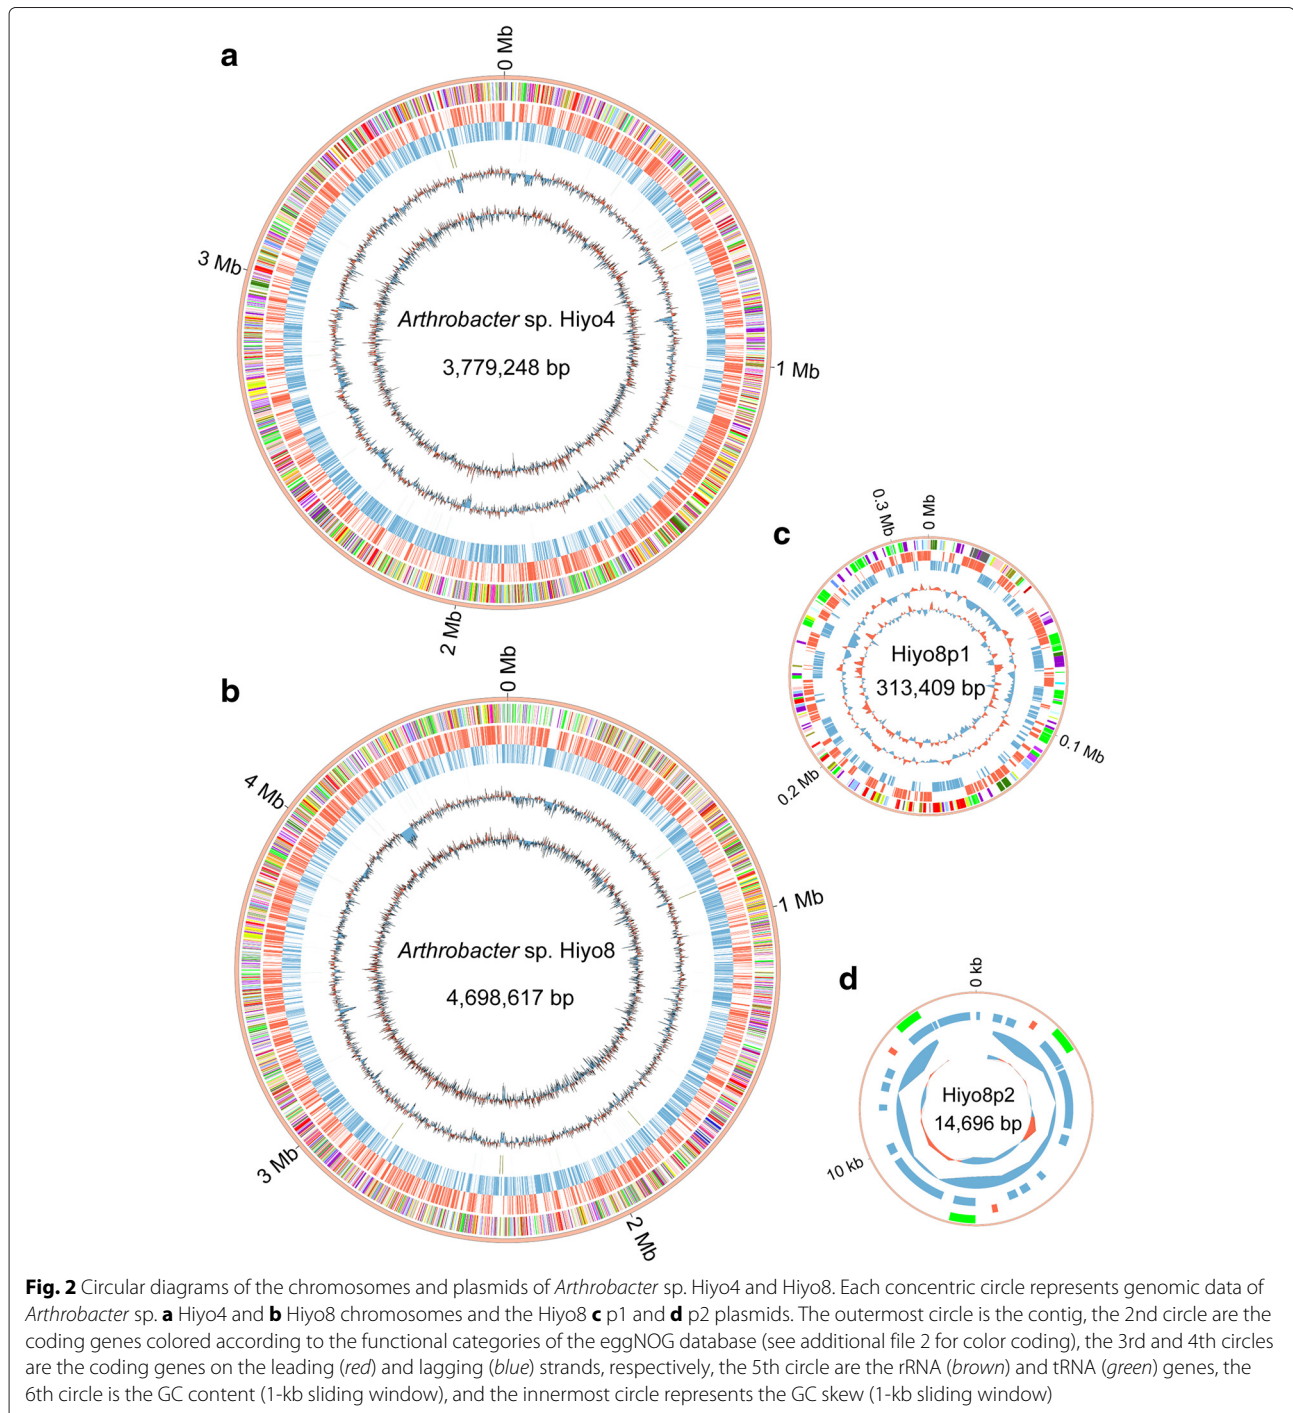 a
0 Mb
3 Mb
Arthrobacter sp. Hiyo4
3,779,248 bp
1 Mb
2 Mb
b
0 Mb
4 Mb
Arthrobacter sp. Hiyo8
4,698,617 bp
1 Mb
3 Mb
2 Mb
c
0.3 Mb
0 Mb
Hiyo8p1
313,409 bp
0.1 Mb
0.2 Mb
d
0 kb
Hiyo8p2
14,696 bp
10 kb
Fig. 2 Circular diagrams of the chromosomes and plasmids of Arthrobacter sp. Hiyo4 and Hiyo8. Each concentric circle represents genomic data of
Arthrobacter sp. a Hiyo4 and b Hiyo8 chromosomes and the Hiyo8 c p1 and d p2 plasmids. The outermost circle is the contig, the 2nd circle are the
coding genes colored according to the functional categories of the eggNOG database (see additional file 2 for color coding), the 3rd and 4th circles
are the coding genes on the leading (red) and lagging (blue) strands, respectively, the 5th circle are the rRNA (brown) and tRNA (green) genes, the
6th circle is the GC content (1-kb sliding window), and the innermost circle represents the GC skew (1-kb sliding window)